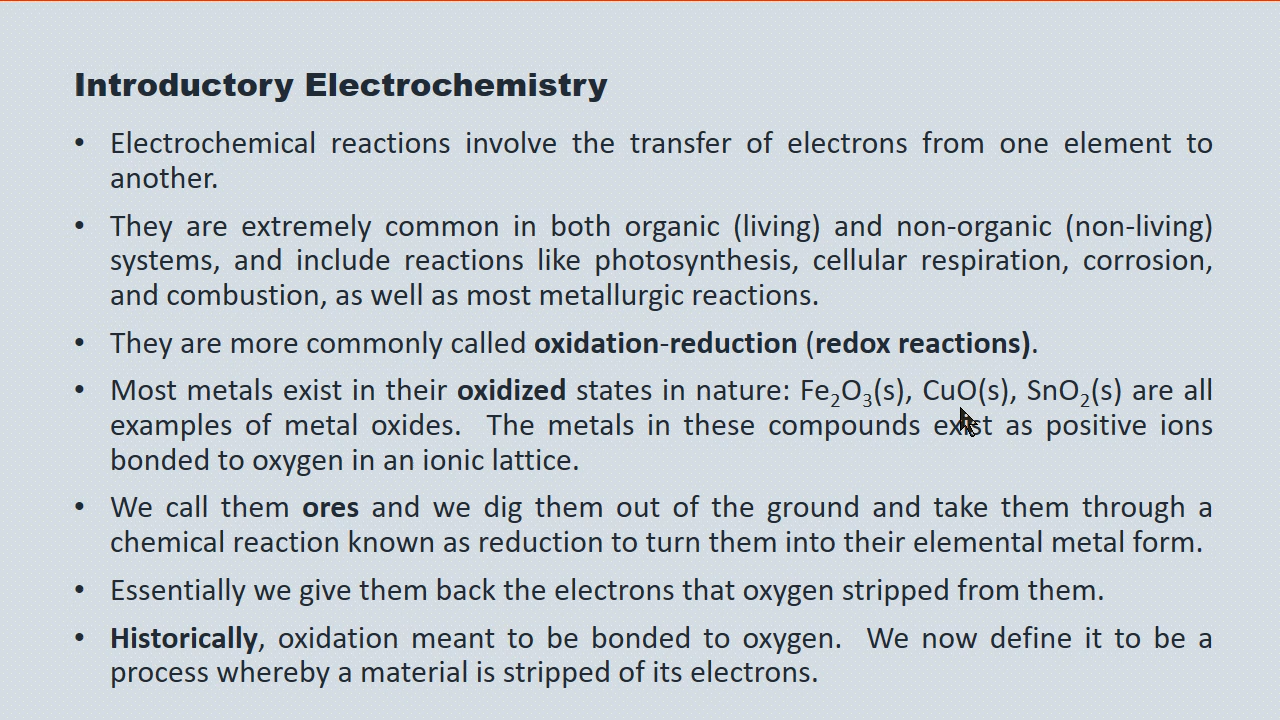 Introductory Electrochemistry
• Electrochemical reactions involve the transfer of electrons from one element to
another.
• They are extremely common in both organic (living) and non-organic (non-living)
systems, and include reactions like photosynthesis, cellular respiration, corrosion,
and combustion, as well as most metallurgic reactions.
• They are more commonly called oxidation-reduction (redox reactions).
• Most metals exist in their oxidized states in nature: Fe₂O₃(s), CuO(s), SnO₂(s) are all
examples of metal oxides.  The metals in these compounds exist as positive ions
bonded to oxygen in an ionic lattice.
• We call them ores and we dig them out of the ground and take them through a
chemical reaction known as reduction to turn them into their elemental metal form.
• Essentially we give them back the electrons that oxygen stripped from them.
• Historically, oxidation meant to be bonded to oxygen.  We now define it to be a
process whereby a material is stripped of its electrons.